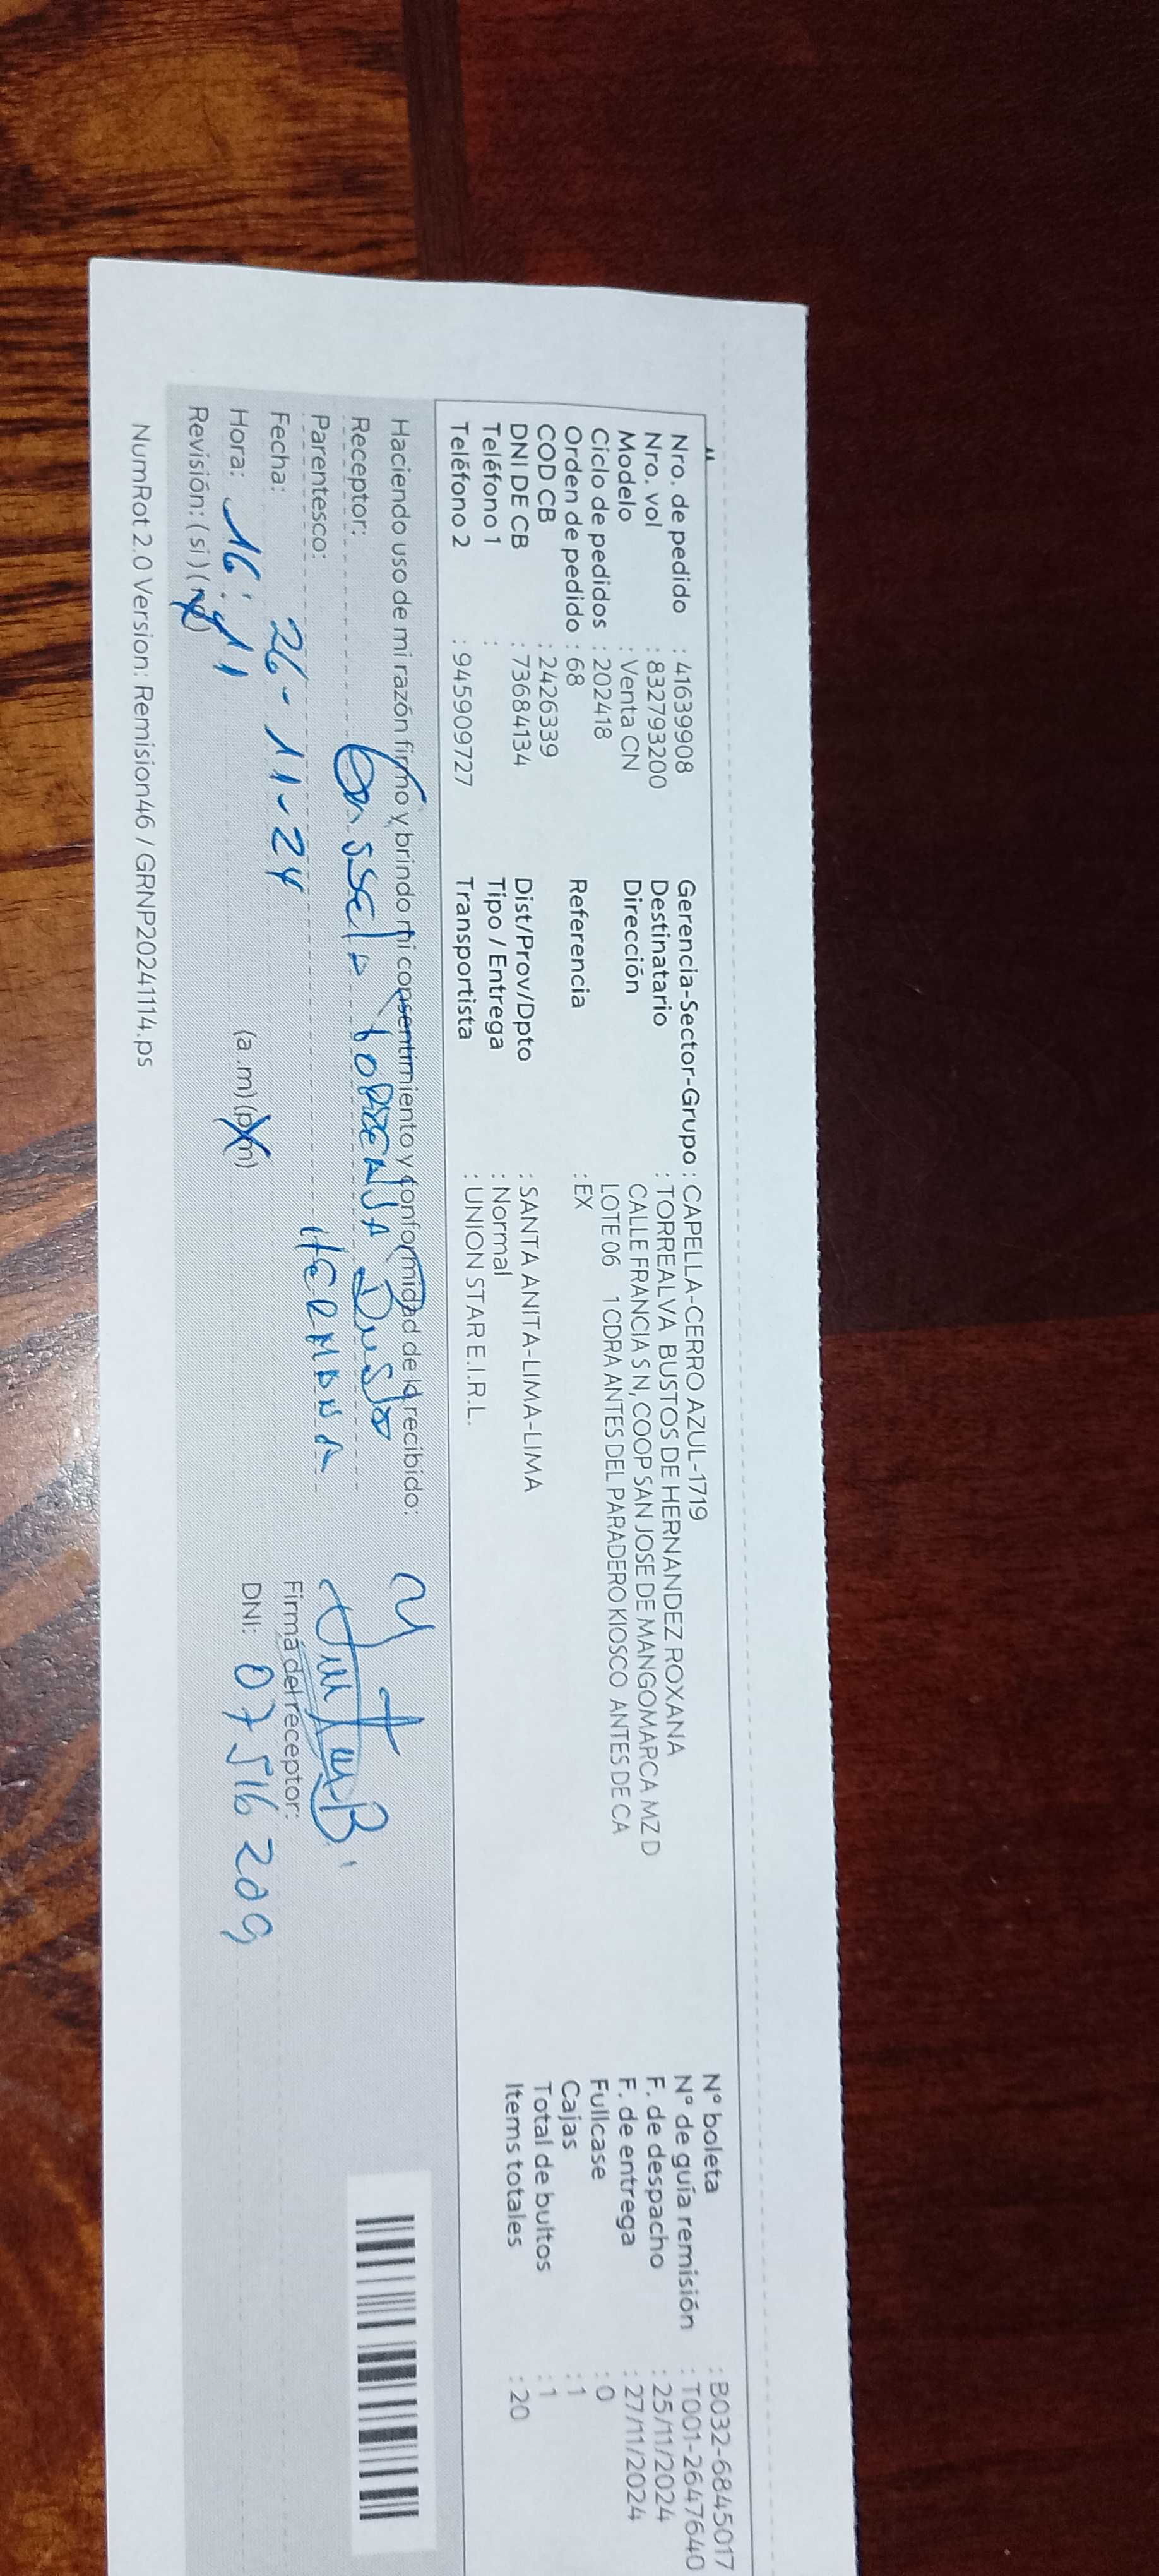 Nro. de pedido : 41639908
Nro. vol : 832793200
Modelo : Venta CN
Ciclo de pedidos : 202418
Orden de pedido : 68
COD CB : 2426339
DNI DE CB : 73684134
Teléfono 1 :
Teléfono 2 : 945909727
Gerencia-Sector-Grupo : CAPELLA-CERRO AZUL-1719
Destinatario : TORREALVA BUSTOS DE HERNANDEZ ROXANA
Dirección CALLE FRANCIA S N, COOP SAN JOSE DE MANGOMARCA MZ D
LOTE 06 1 CDRA ANTES DEL PARADERO KIOSCO ANTES DE CA
Referencia : EX
Dist/Prov/Dpto : SANTA ANITA-LIMA-LIMA
Tipo / Entrega : Normal
Transportista : UNION STAR E.I.R.L.
Nº boleta : B032-6845017
Nº de guía remisión : T001-2647640
F. de despacho : 25/11/2024
F. de entrega : 27/11/2024
Fullcase : 0
Cajas : 1
Total de bultos : 1
Items totales : 20
Haciendo uso de mi razón firmo y brindo mi consentimiento y conformidad de lo recibido:
Receptor:
Parentesco: HERMANA
Fecha: 26-11-24
Hora: 16:11 (a.m) (p.m)
Revisión: (si) (no)
Firma del receptor:
DNI: 07516209
NumRot 2.0 Version: Remision46 / GRNP20241114.ps